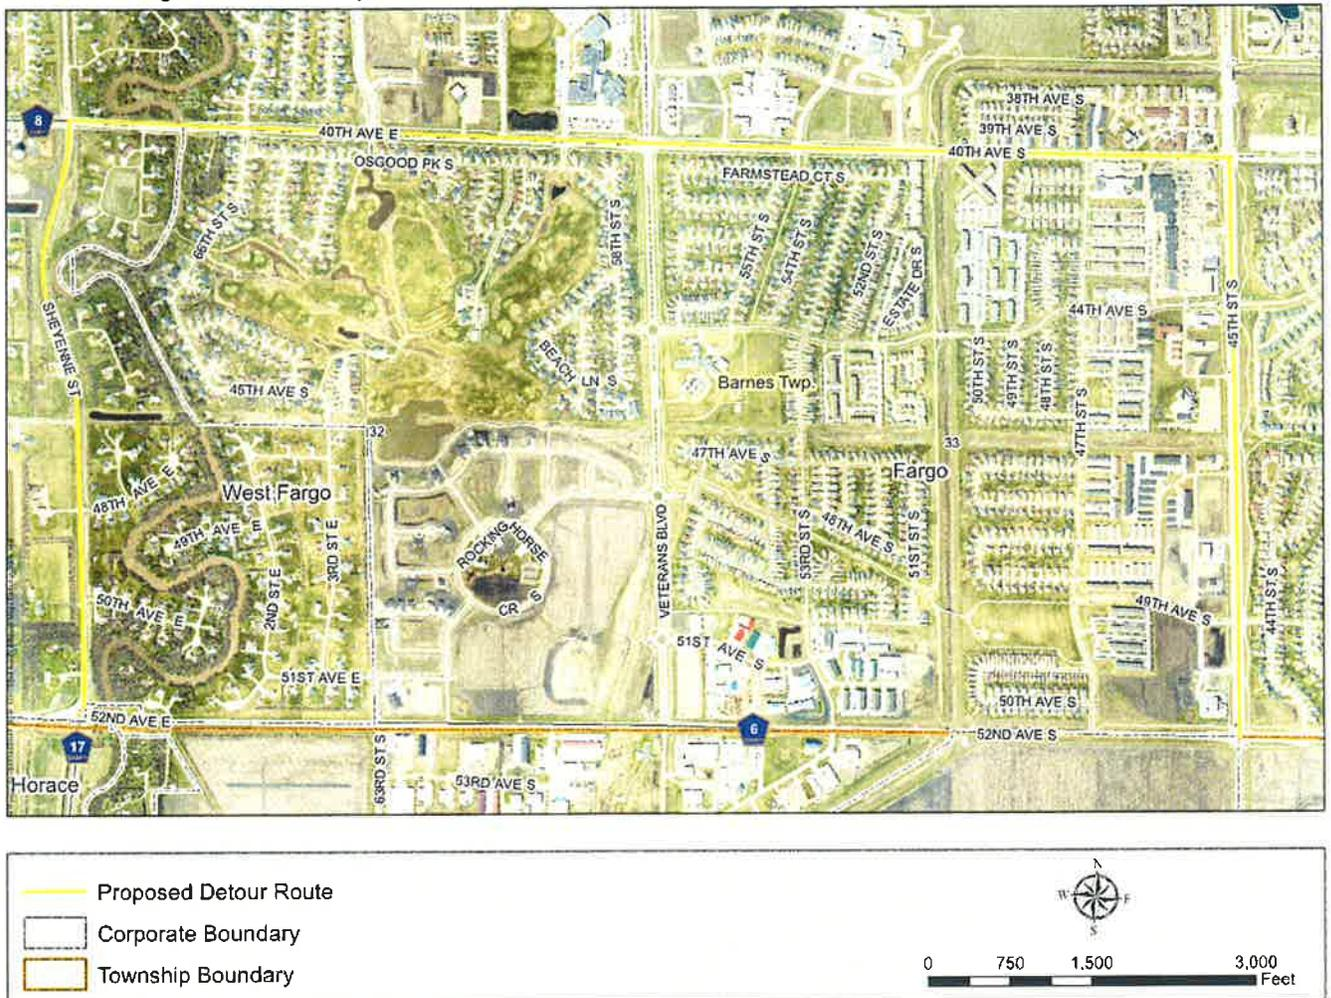 8
40TH AVE E
OSGOOD PK S
38TH AVE S
39TH AVE S
40TH AVE S
FARMSTEAD CT S
66TH ST S
58TH ST S
55TH ST S
54TH ST S
52ND ST S
ESTATE DR S
SHEYENNE ST
44TH AVE S
45TH ST S
BEACH
LN S
45TH AVE S
Barnes Twp.
50TH ST S
49TH ST S
48TH ST S
47TH ST S
32
33
47TH AVE S
Fargo
48TH AVE E
West Fargo
49TH AVE E
3RD ST E
ROCKING HORSE
CR S
VETERANS BLVD
53RD ST S
48TH AVE S
51ST ST S
50TH AVE E
2ND ST E
49TH AVE S
44TH ST S
51ST AVE S
51ST AVE E
50TH AVE S
52ND AVE E
6
52ND AVE S
17
Horace
63RD ST S
53RD AVE S
Proposed Detour Route
Corporate Boundary
Township Boundary
N
W E
S
0 750 1,500 3,000
Feet